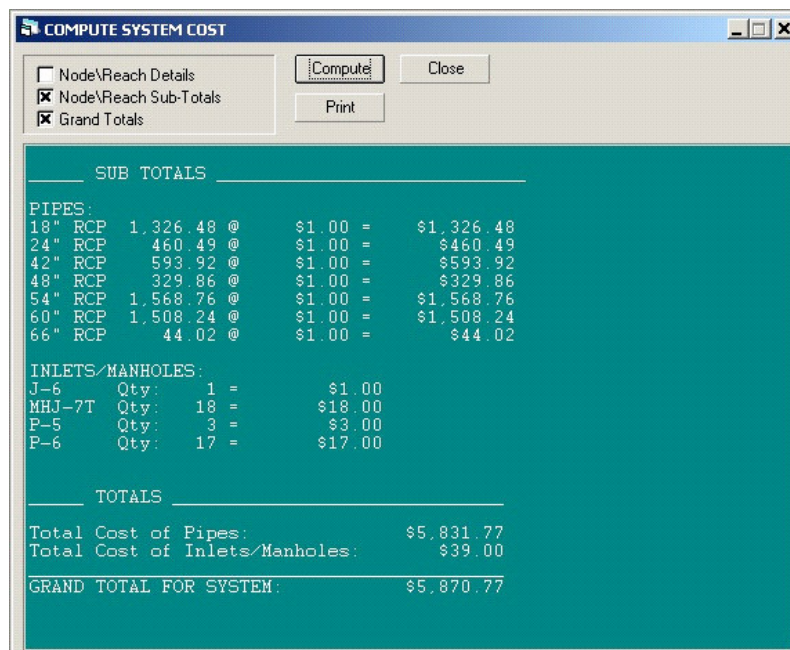 COMPUTE SYSTEM COST
Node\Reach Details
Node\Reach Sub-Totals
Grand Totals
Compute
Close
Print
_____ SUB TOTALS ____________________________
PIPES:
18" RCP 1,326.48 @ $1.00 = $1,326.48
24" RCP 460.49 @ $1.00 = $460.49
42" RCP 593.92 @ $1.00 = $593.92
48" RCP 329.86 @ $1.00 = $329.86
54" RCP 1,568.76 @ $1.00 = $1,568.76
60" RCP 1,508.24 @ $1.00 = $1,508.24
66" RCP 44.02 @ $1.00 = $44.02
INLETS/MANHOLES:
J-6 Qty: 1 = $1.00
MHJ-7T Qty: 18 = $18.00
P-5 Qty: 3 = $3.00
P-6 Qty: 17 = $17.00
_____ TOTALS ______________________________
Total Cost of Pipes: $5,831.77
Total Cost of Inlets/Manholes: $39.00
GRAND TOTAL FOR SYSTEM: $5,870.77